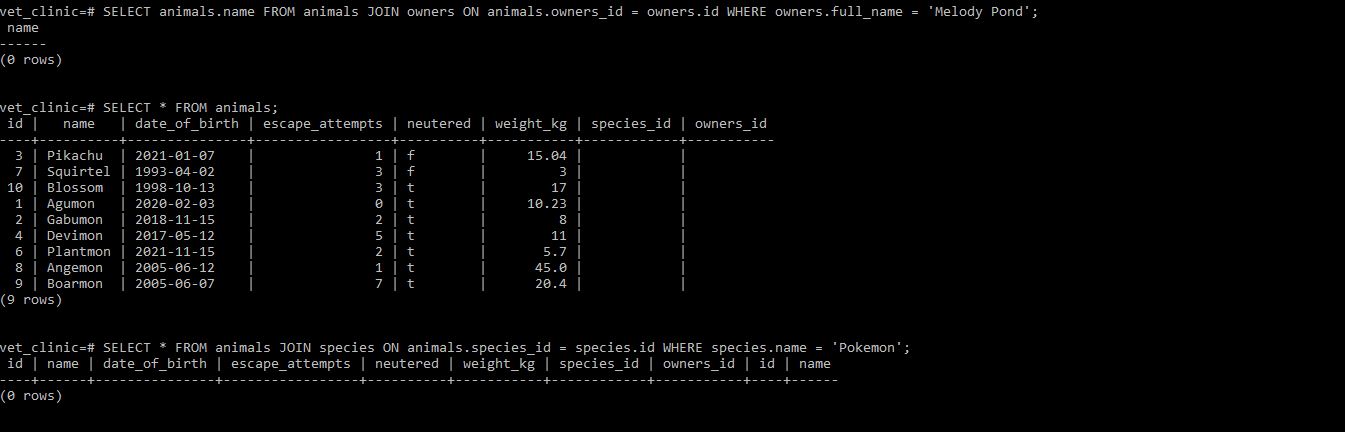 vet_clinic=# SELECT animals.name FROM animals JOIN owners ON animals.owners_id = owners.id WHERE owners.full_name = 'Melody Pond';
 name
------
(0 rows)


vet_clinic=# SELECT * FROM animals;
 id |   name   | date_of_birth | escape_attempts | neutered | weight_kg | species_id | owners_id
----+----------+---------------+-----------------+----------+-----------+------------+-----------
  3 | Pikachu  | 2021-01-07    |               1 | f        |     15.04 |            |
  7 | Squirtel | 1993-04-02    |               3 | f        |         3 |            |
 10 | Blossom  | 1998-10-13    |               3 | t        |        17 |            |
  1 | Agumon   | 2020-02-03    |               0 | t        |     10.23 |            |
  2 | Gabumon  | 2018-11-15    |               2 | t        |         8 |            |
  4 | Devimon  | 2017-05-12    |               5 | t        |        11 |            |
  6 | Plantmon | 2021-11-15    |               2 | t        |       5.7 |            |
  8 | Angemon  | 2005-06-12    |               1 | t        |      45.0 |            |
  9 | Boarmon  | 2005-06-07    |               7 | t        |      20.4 |            |
(9 rows)


vet_clinic=# SELECT * FROM animals JOIN species ON animals.species_id = species.id WHERE species.name = 'Pokemon';
 id | name | date_of_birth | escape_attempts | neutered | weight_kg | species_id | owners_id | id | name
----+------+---------------+-----------------+----------+-----------+------------+-----------+----+------
(0 rows)